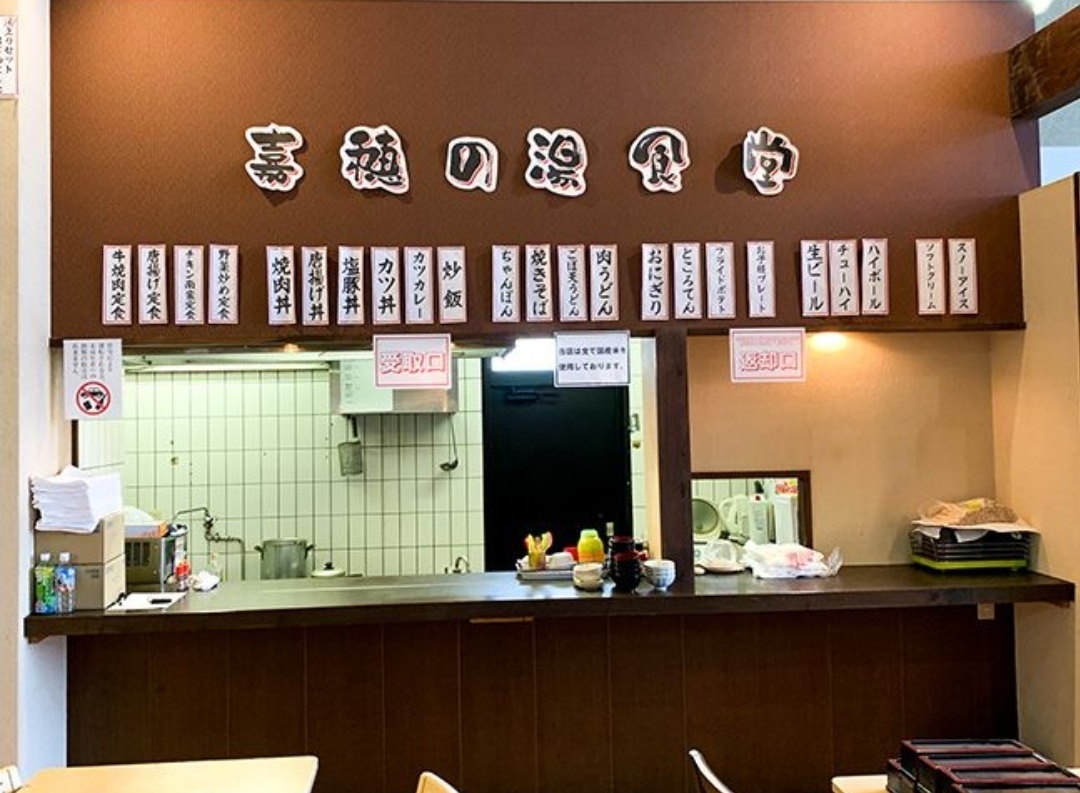 嘉穂の湯食堂
牛焼肉定食
唐揚げ定食
チキン南蛮定食
野菜炒め定食
焼肉丼
唐揚げ丼
塩豚丼
カツ丼
カツカレー
炒飯
ちゃんぽん
焼きそば
ごぼ天うどん
肉うどん
おにぎり
ところてん
フライドポテト
お子様プレート
生ビール
チューハイ
ハイボール
ソフトクリーム
スノーアイス
受取口
当店は全て国産米を
使用しております。
返却口